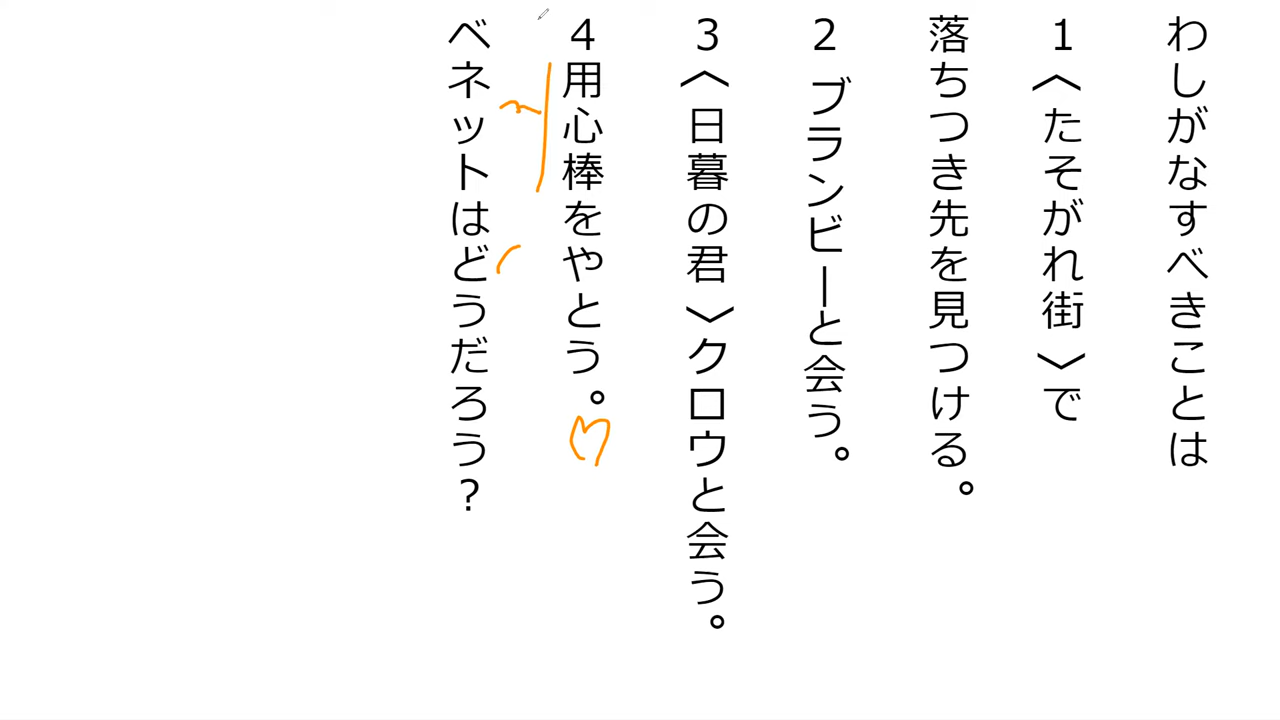 わしがなすべきことは
1〈たそがれ街〉で
落ちつき先を見つける。
2 ブランビーと会う。
3〈日暮の君〉クロウと会う。
4用心棒をやとう。
ベネットはどうだろう?